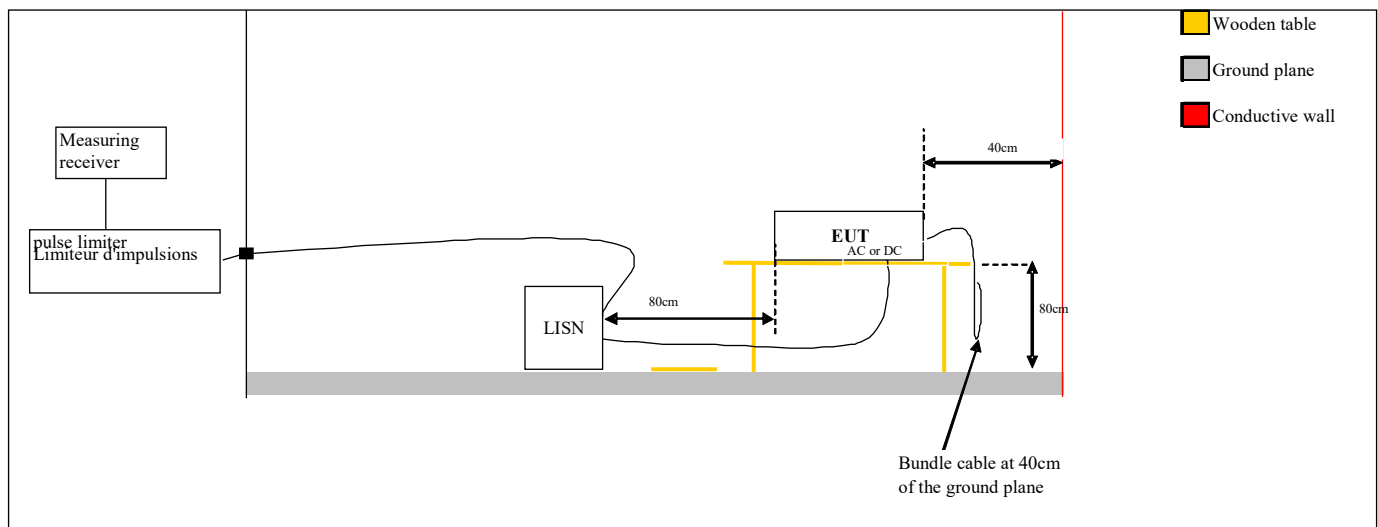 Wooden table
Ground plane
Conductive wall
Measuring
receiver
pulse limiter
Limiteur d'impulsions
40cm
EUT
AC or DC
80cm
80cm
LISN
Bundle cable at 40cm
of the ground plane